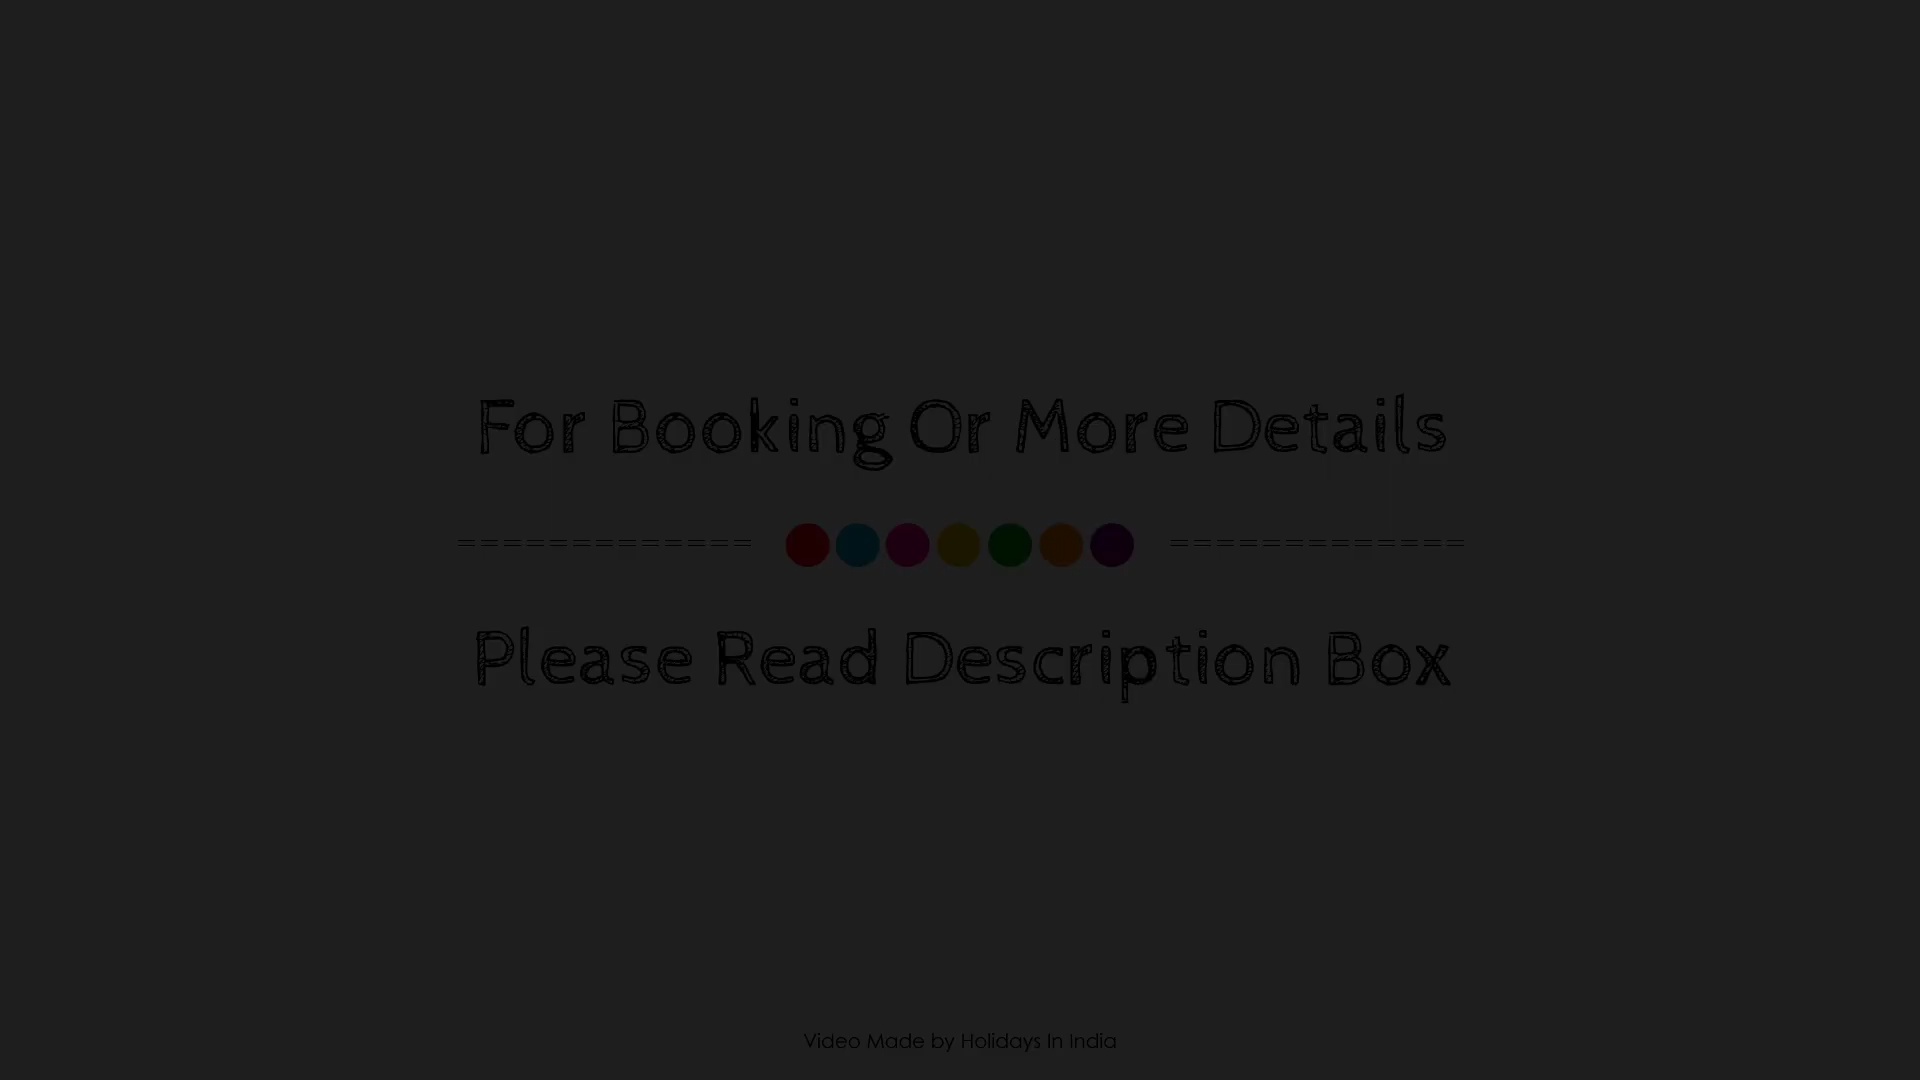 For Booking Or More Details
============= =============
Please Read Description Box
Video Made by Holidays In India